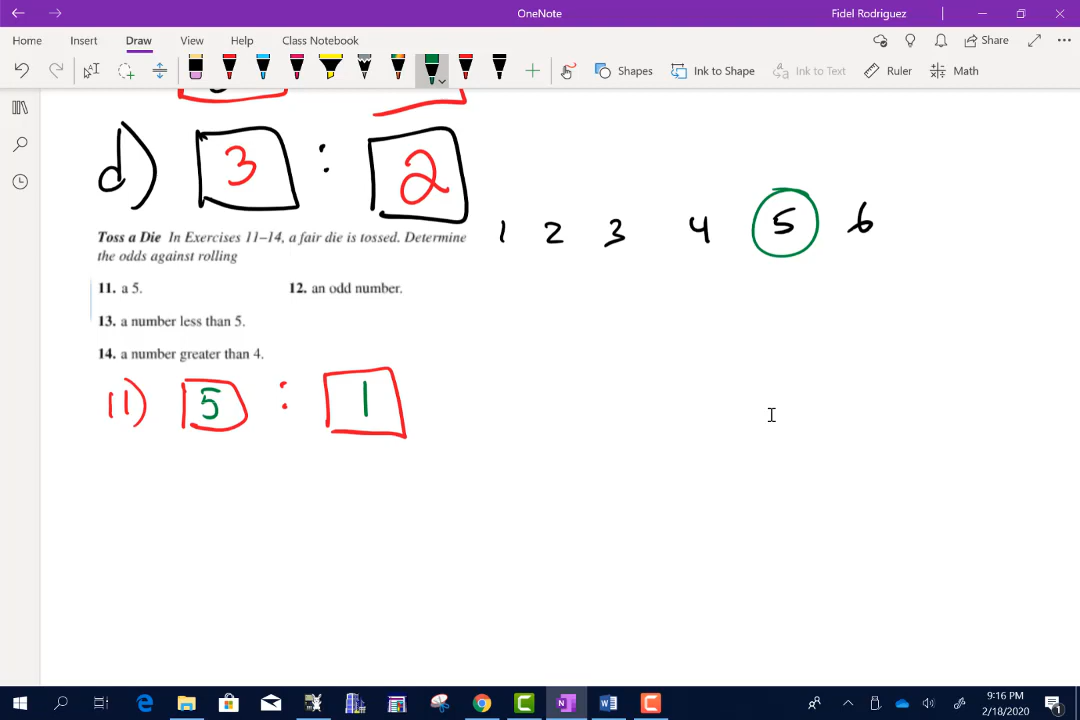 OneNote
Fidel Rodriguez
Home Insert Draw View Help Class Notebook
Share
Shapes Ink to Shape Ink to Text Ruler Math
d) 3 : 2
1 2 3 4 5 6
Toss a Die In Exercises 11–14, a fair die is tossed. Determine
the odds against rolling
11. a 5. 12. an odd number.
13. a number less than 5.
14. a number greater than 4.
11) 5 : 1
9:16 PM
2/18/2020